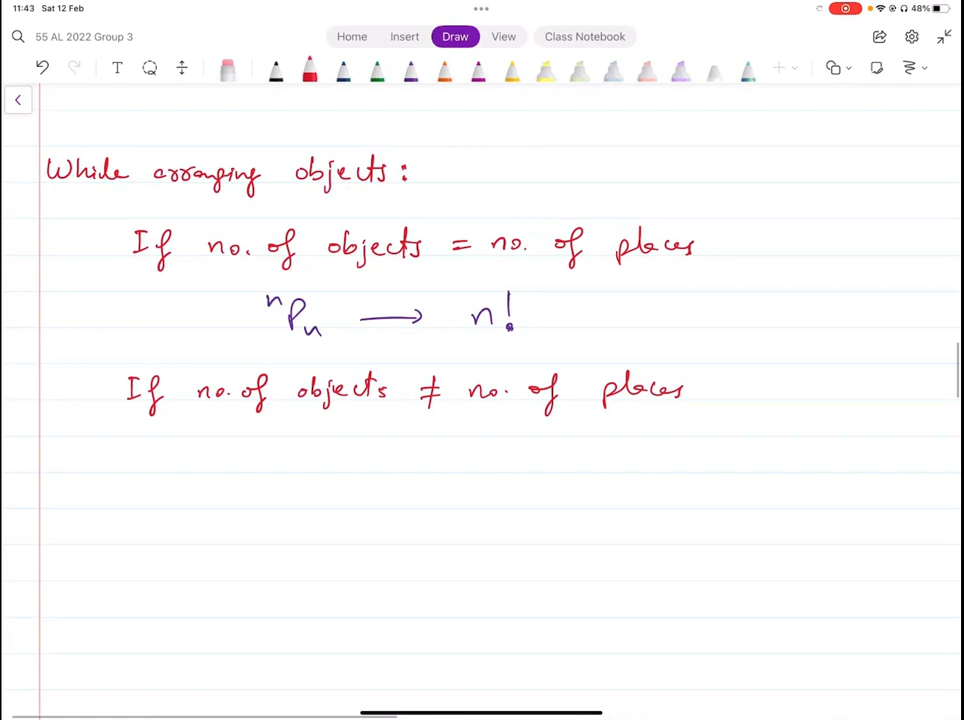 11:43 Sat 12 Feb
48%
55 AL 2022 Group 3
Home Insert Draw View Class Notebook
T
While arranging objects:
If no. of objects = no. of places
ⁿPₙ ⟶ n!
If no. of objects ≠ no. of places